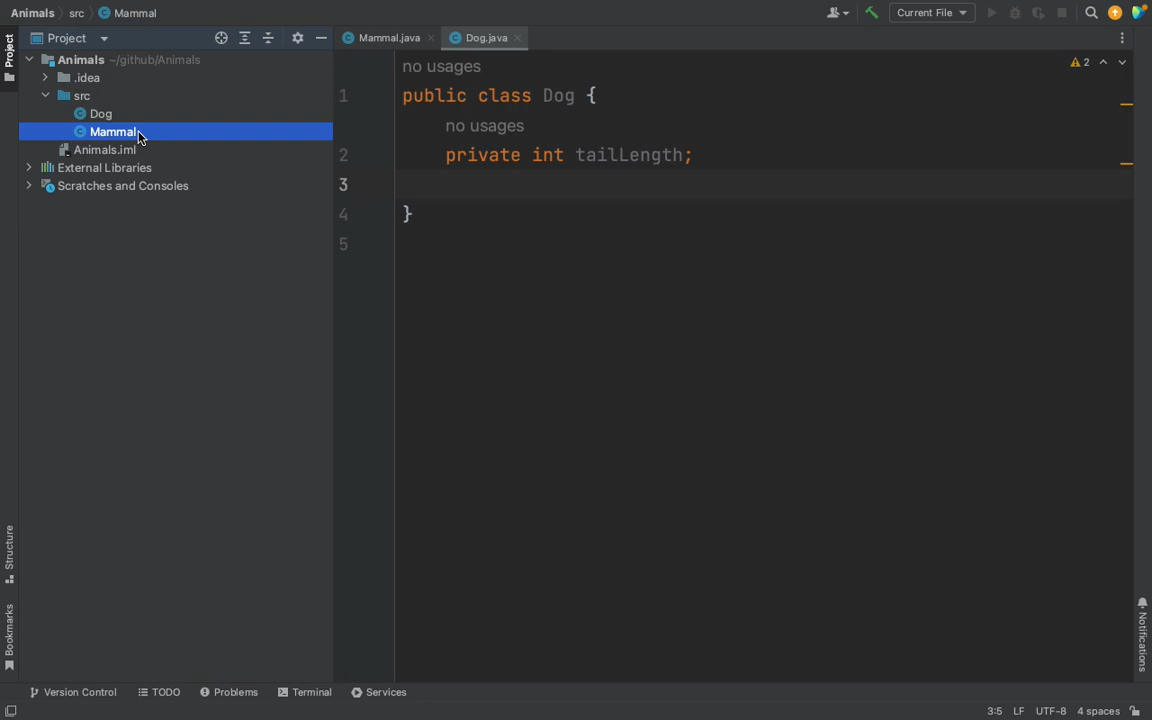 Animals src Mammal
Current File
Project
Project
Mammal.java
Dog.java
Animals ~/github/Animals
.idea
src
Dog
Mammal
Animals.iml
External Libraries
Scratches and Consoles
no usages
2
1 public class Dog {
no usages
2 private int tailLength;
3
4 }
5
Structure
Bookmarks
Notifications
Version Control
TODO
Problems
Terminal
Services
3:5 LF UTF-8 4 spaces